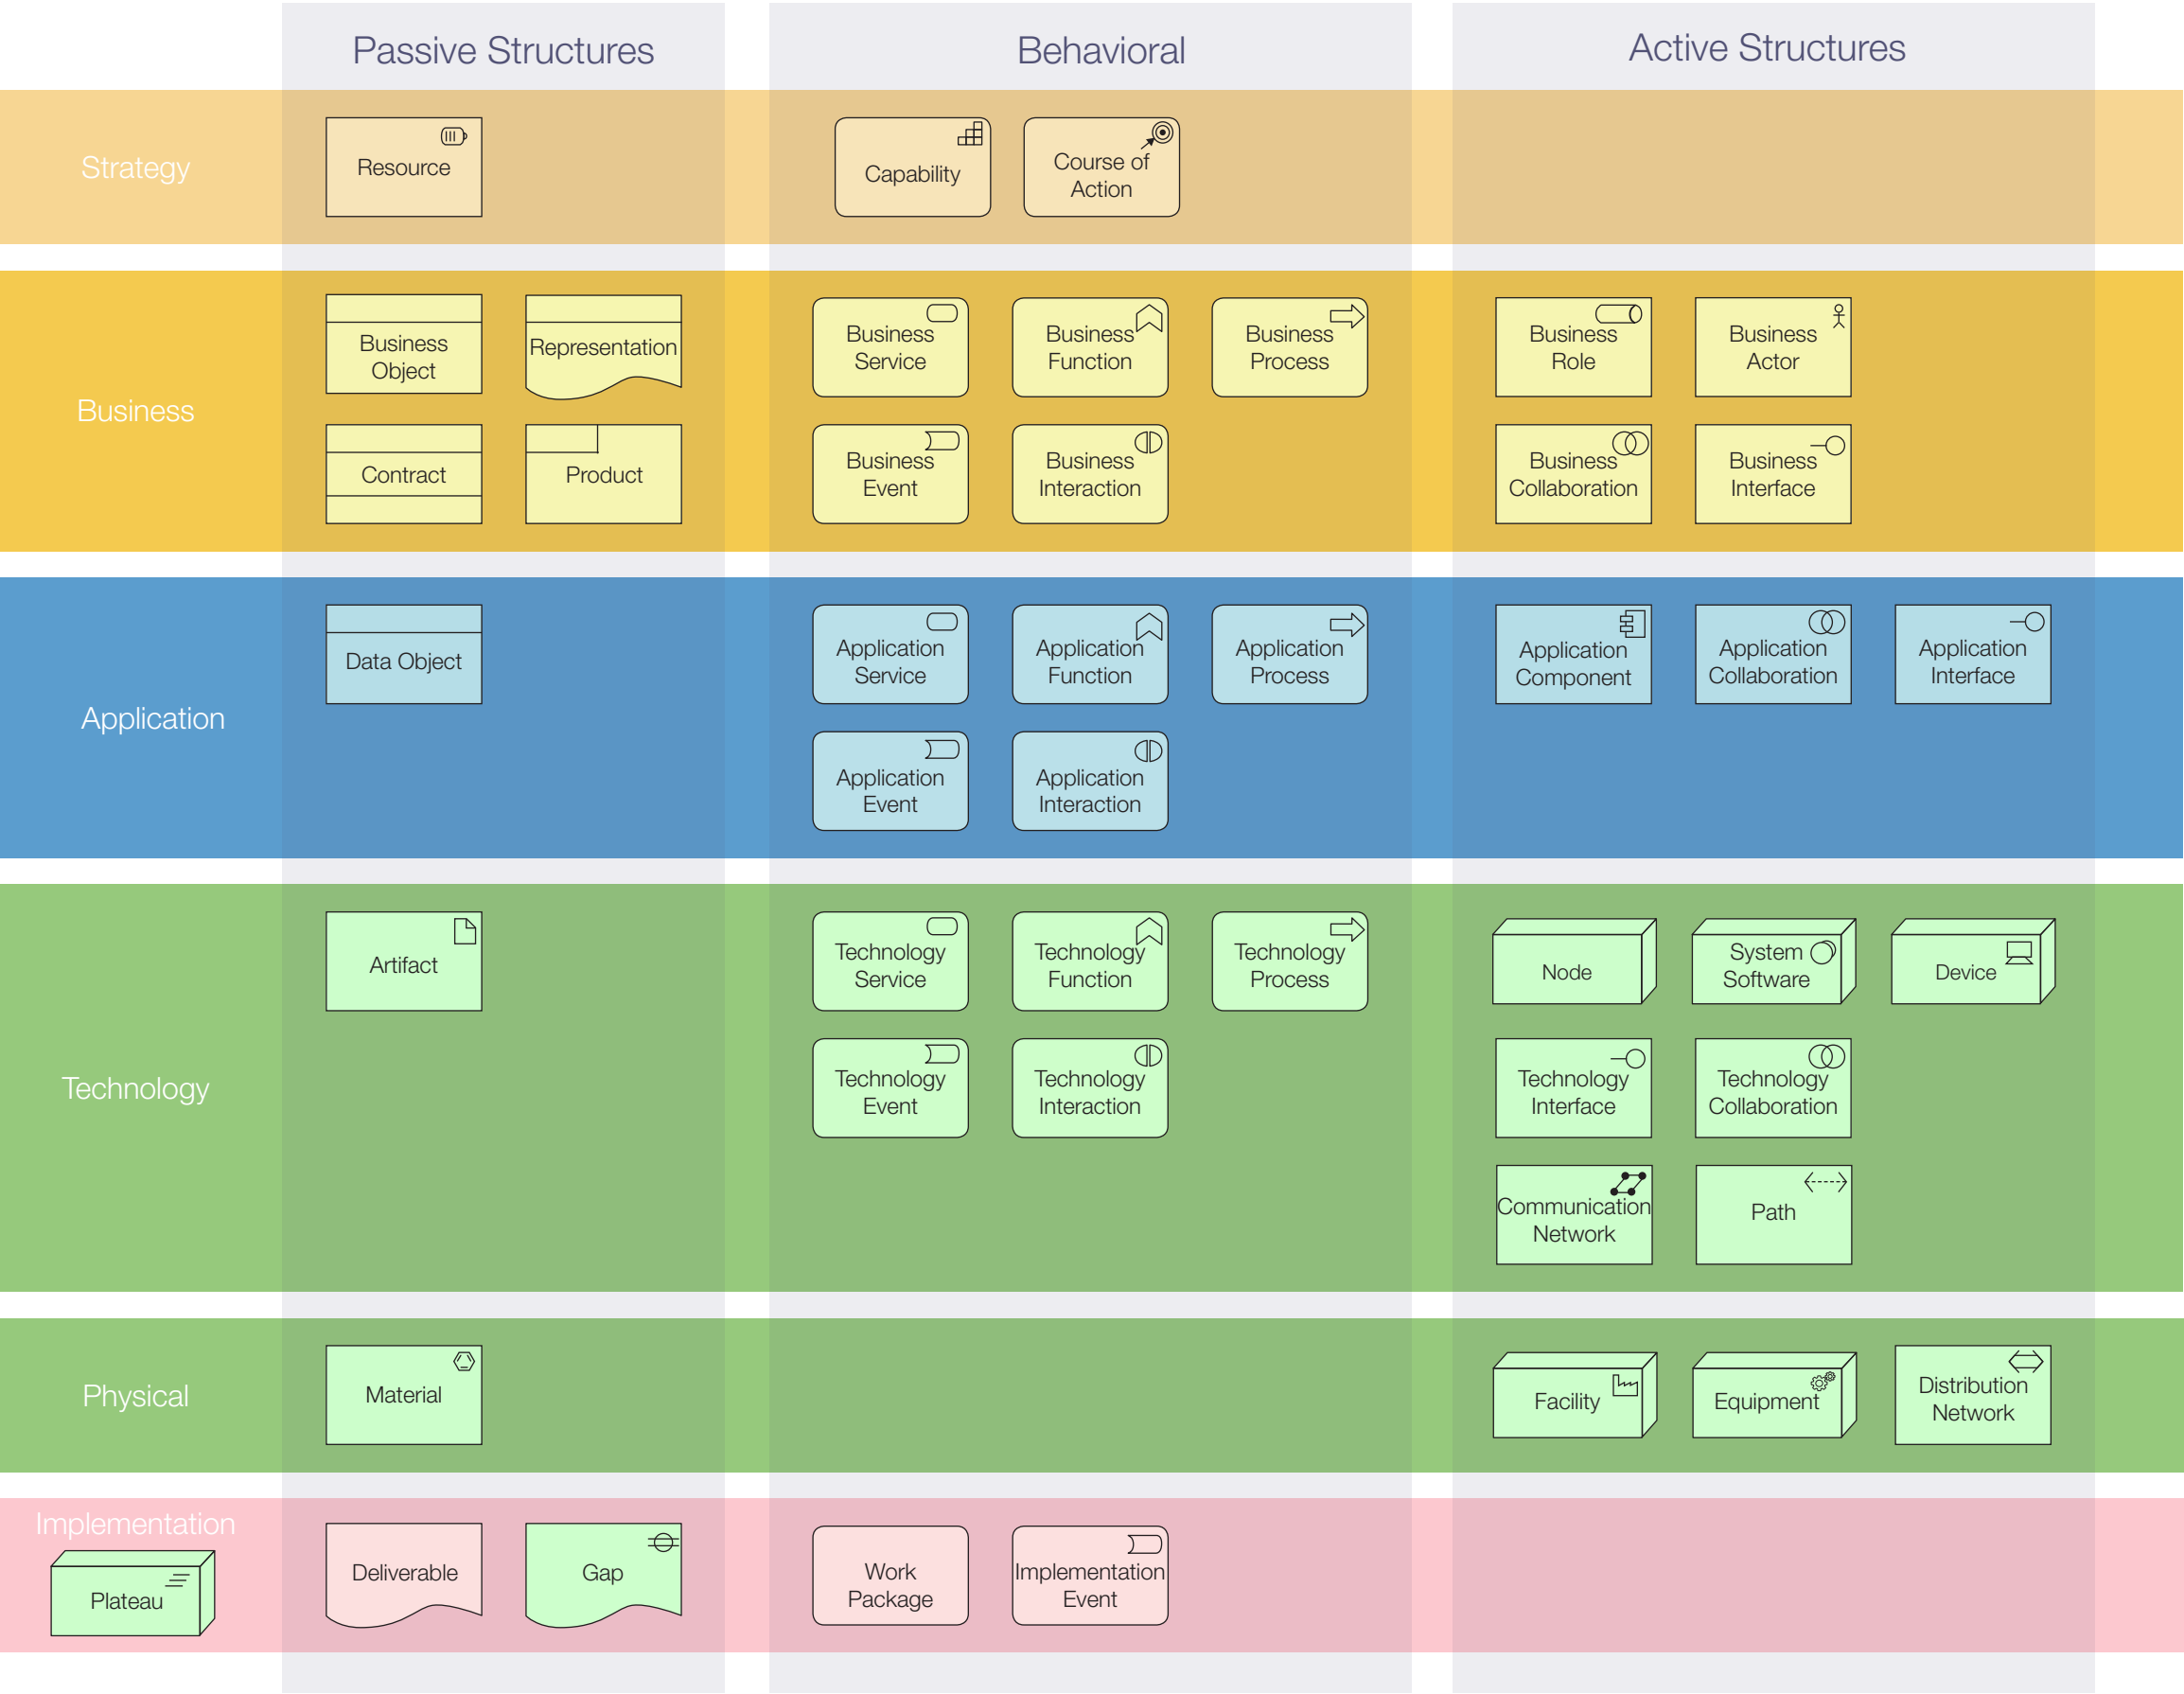 Passive Structures
Behavioral
Active Structures
Strategy
Resource
Capability
Course of
Action
Business
Business
Object
Representation
Contract
Product
Business
Service
Business
Function
Business
Process
Business
Event
Business
Interaction
Business
Role
Business
Actor
Business
Collaboration
Business
Interface
Application
Data Object
Application
Service
Application
Function
Application
Process
Application
Event
Application
Interaction
Application
Component
Application
Collaboration
Application
Interface
Technology
Artifact
Technology
Service
Technology
Function
Technology
Process
Technology
Event
Technology
Interaction
Node
System
Software
Device
Technology
Interface
Technology
Collaboration
Communication
Network
Path
Physical
Material
Facility
Equipment
Distribution
Network
Implementation
Plateau
Deliverable
Gap
Work
Package
Implementation
Event